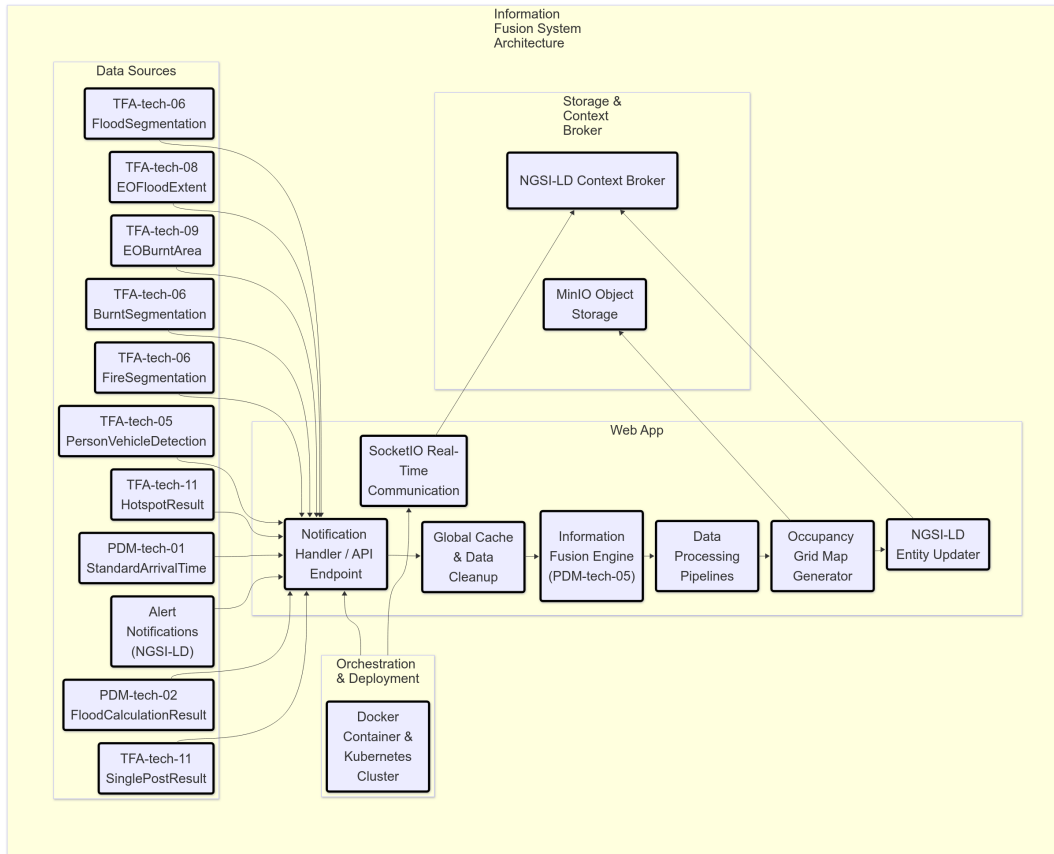 Information
Fusion System
Architecture
Data Sources
TFA-tech-06
FloodSegmentation
TFA-tech-08
EOFloodExtent
TFA-tech-09
EOBurntArea
TFA-tech-06
BurntSegmentation
TFA-tech-06
FireSegmentation
TFA-tech-05
PersonVehicleDetection
TFA-tech-11
HotspotResult
PDM-tech-01
StandardArrivalTime
Alert
Notifications
(NGSI-LD)
PDM-tech-02
FloodCalculationResult
TFA-tech-11
SinglePostResult
Storage &
Context
Broker
NGSI-LD Context Broker
MinIO Object
Storage
Web App
SocketIO Real-
Time
Communication
Notification
Handler / API
Endpoint
Global Cache
& Data
Cleanup
Information
Fusion Engine
(PDM-tech-05)
Data
Processing
Pipelines
Occupancy
Grid Map
Generator
NGSI-LD
Entity Updater
Orchestration
& Deployment
Docker
Container &
Kubernetes
Cluster